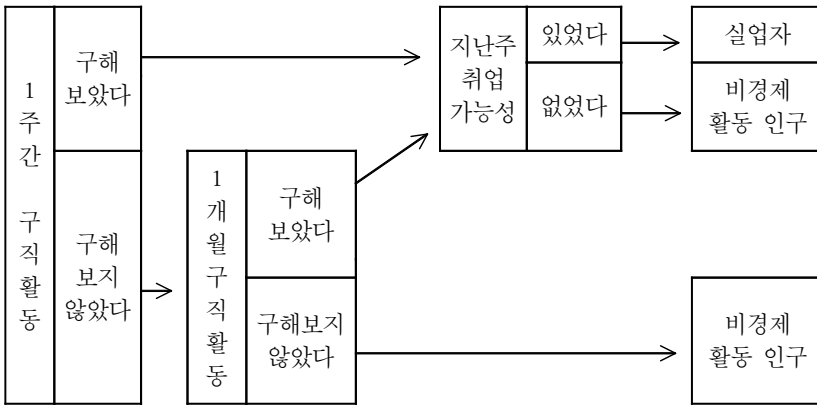 1주간 구직활동
구해
보았다
구해
보지
않았다
1개월구직활동
구해
보았다
구해보지
않았다
지난주
취업
가능성
있었다
없었다
실업자
비경제
활동 인구
비경제
활동 인구